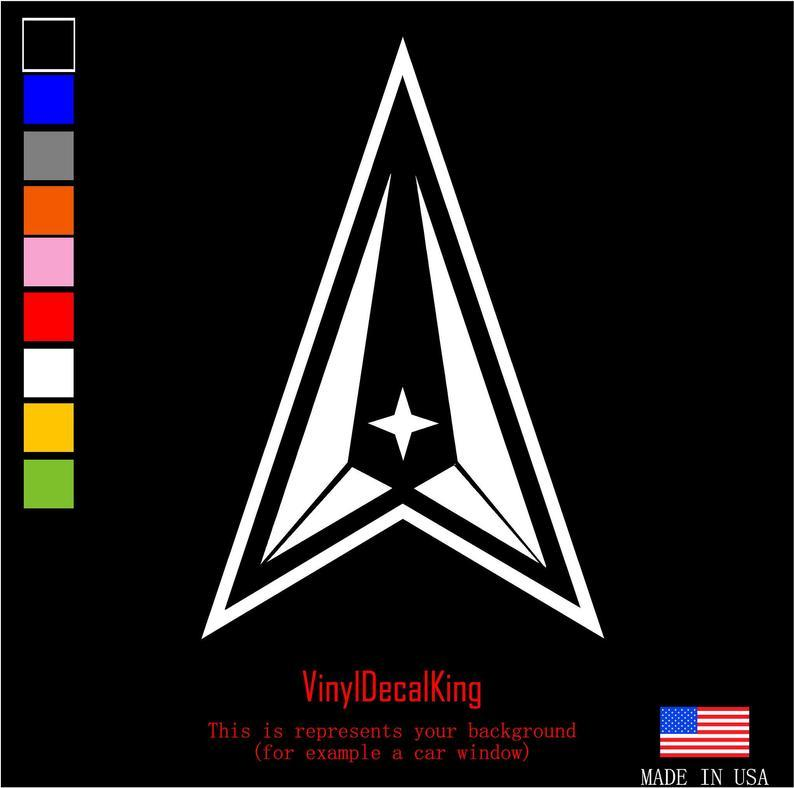 VinylDecalKing
This is represents your background
(for example a car window)
MADE IN USA